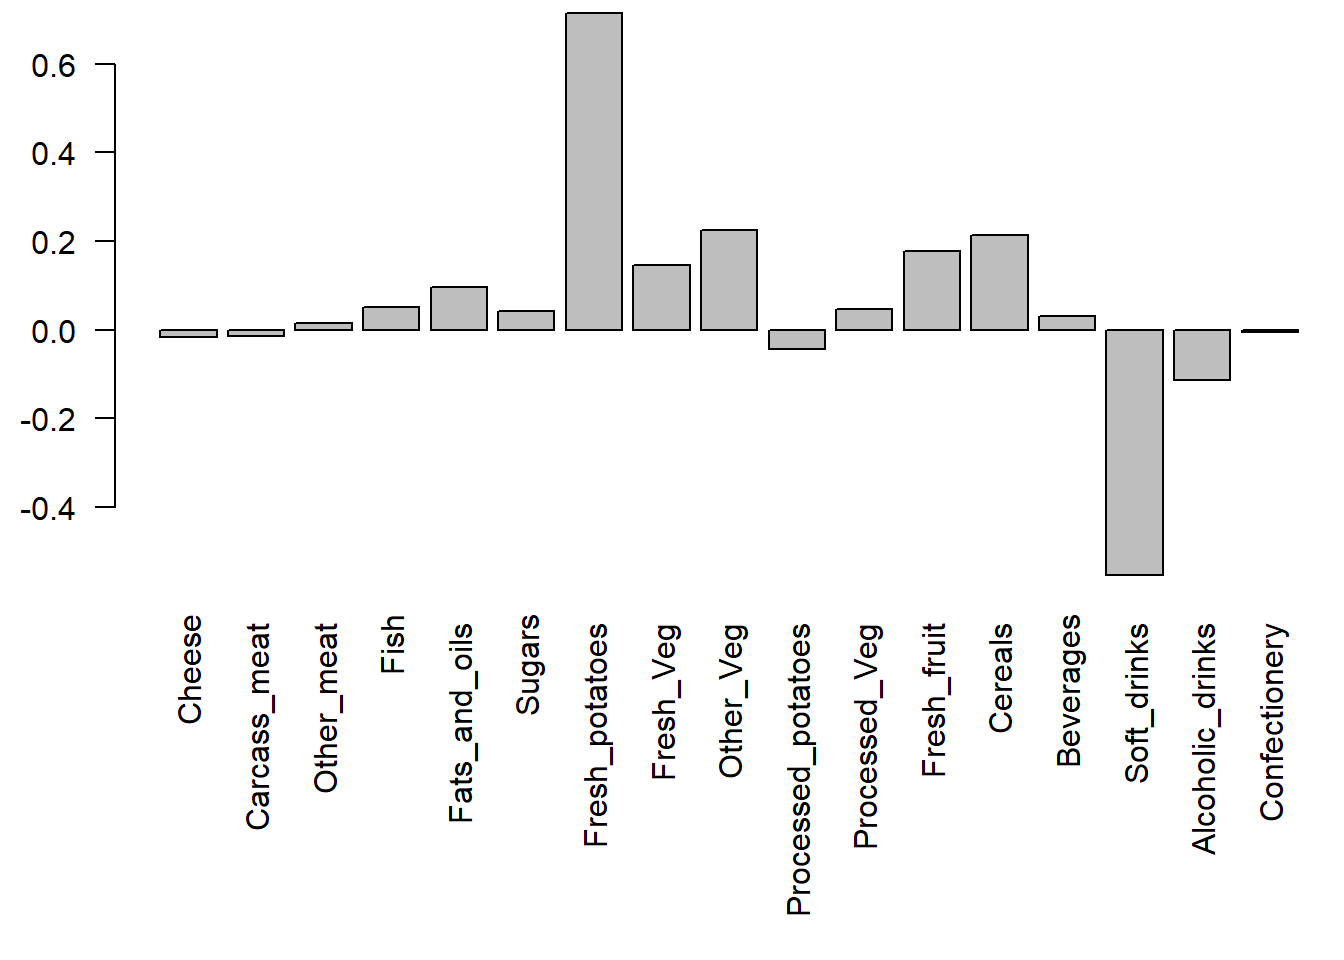 0.6
0.4
0.2
0.0
-0.2
-0.4
Cheese
Carcass_meat
Other_meat
Fish
Fats_and_oils
Sugars
Fresh_potatoes
Fresh_Veg
Other_Veg
Processed_potatoes
Processed_Veg
Fresh_fruit
Cereals
Beverages
Soft_drinks
Alcoholic_drinks
Confectionery